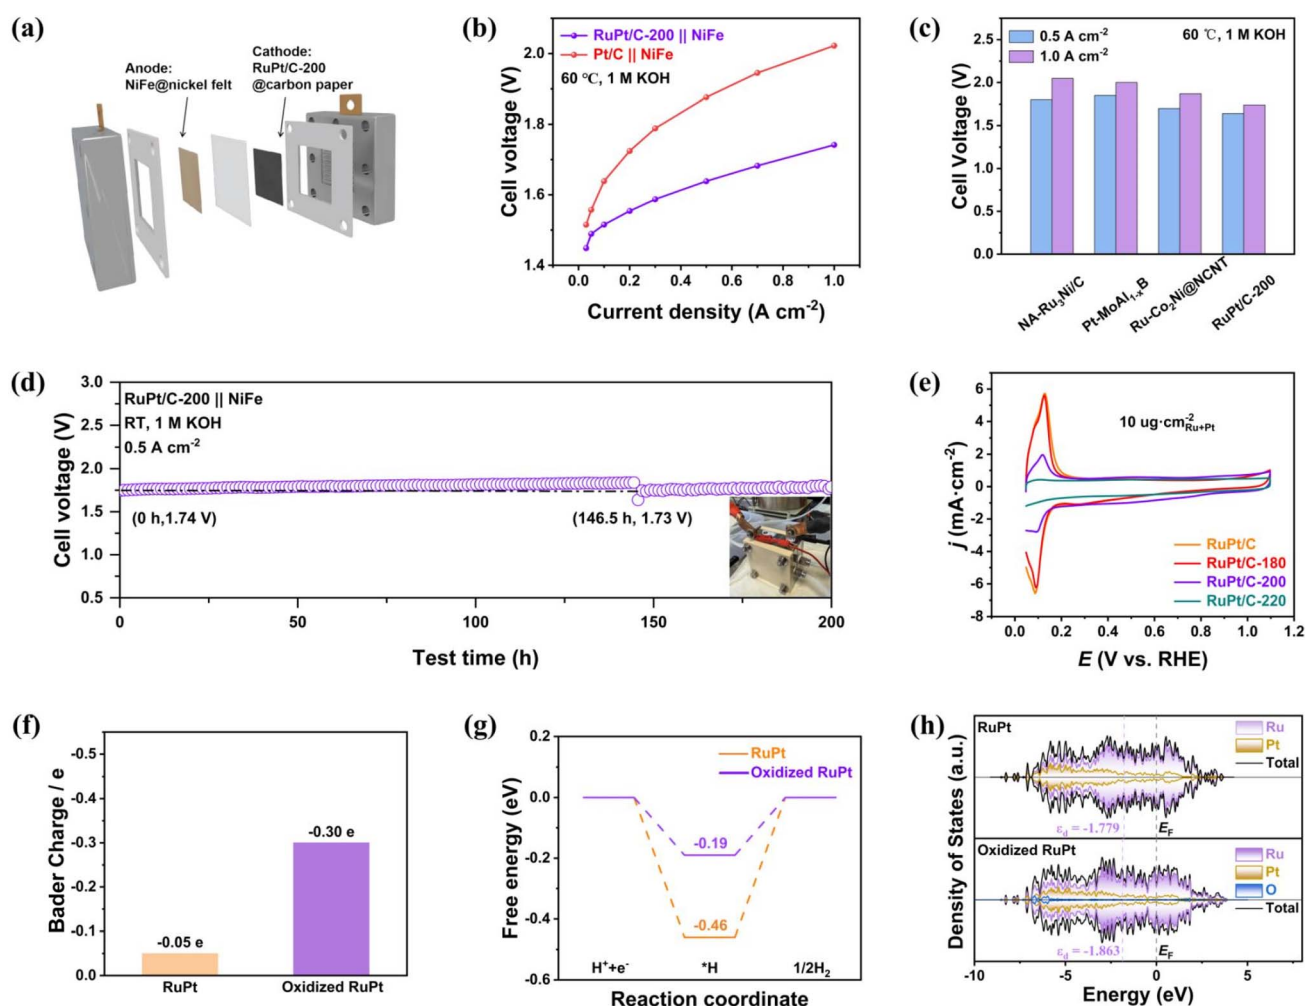 (a)
Anode:
NiFe@nickel felt
Cathode:
RuPt/C-200
@carbon paper
(b)
RuPt/C-200 || NiFe
Pt/C || NiFe
60 ℃, 1 M KOH
Cell voltage (V)
2.0
1.8
1.6
1.4
0.0 0.2 0.4 0.6 0.8 1.0
Current density (A cm⁻²)
(c)
0.5 A cm⁻²
1.0 A cm⁻²
60 ℃, 1 M KOH
Cell Voltage (V)
2.5
2.0
1.5
1.0
0.5
0.0
NA-Ru₃Ni/C
Pt-MoAl₁₋ₓB
Ru-Co₂Ni@NCNT
RuPt/C-200
(d)
RuPt/C-200 || NiFe
RT, 1 M KOH
0.5 A cm⁻²
(0 h,1.74 V)
(146.5 h, 1.73 V)
Cell voltage (V)
3.0
2.5
2.0
1.5
1.0
0.5
0 50 100 150 200
Test time (h)
(e)
10 ug·cm⁻²Ru+Pt
RuPt/C
RuPt/C-180
RuPt/C-200
RuPt/C-220
j (mA·cm⁻²)
6
4
2
0
-2
-4
-6
-8
0.0 0.2 0.4 0.6 0.8 1.0 1.2
E (V vs. RHE)
(f)
Bader Charge / e
-0.5
-0.4
-0.3
-0.2
-0.1
0.0
-0.05 e
-0.30 e
RuPt
Oxidized RuPt
(g)
RuPt
Oxidized RuPt
Free energy (eV)
0.2
0.0
-0.2
-0.4
-0.6
-0.19
-0.46
H⁺+e⁻
*H
1/2H₂
Reaction coordinate
(h)
RuPt
Ru
Pt
Total
εd = -1.779
EF
Oxidized RuPt
Ru
Pt
O
Total
εd = -1.863
EF
Density of States (a.u.)
-10 -5 0 5
Energy (eV)